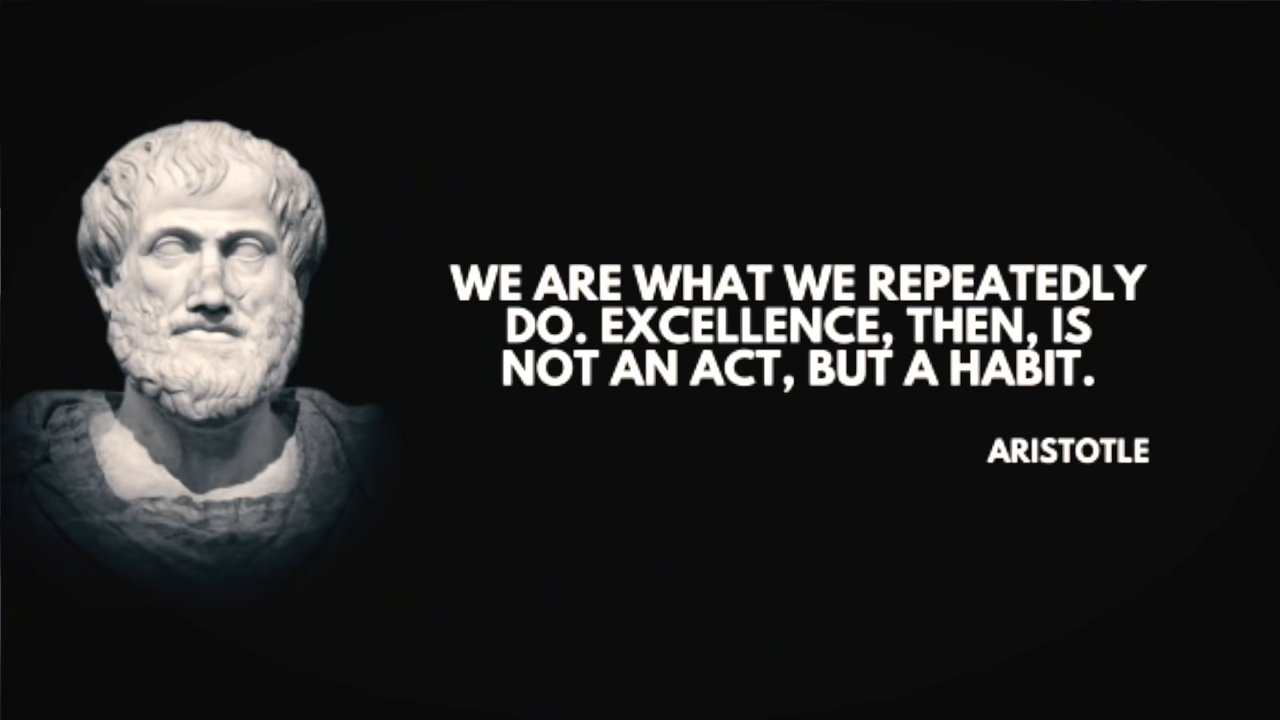 WE ARE WHAT WE REPEATEDLY
DO. EXCELLENCE, THEN, IS
NOT AN ACT, BUT A HABIT.
ARISTOTLE